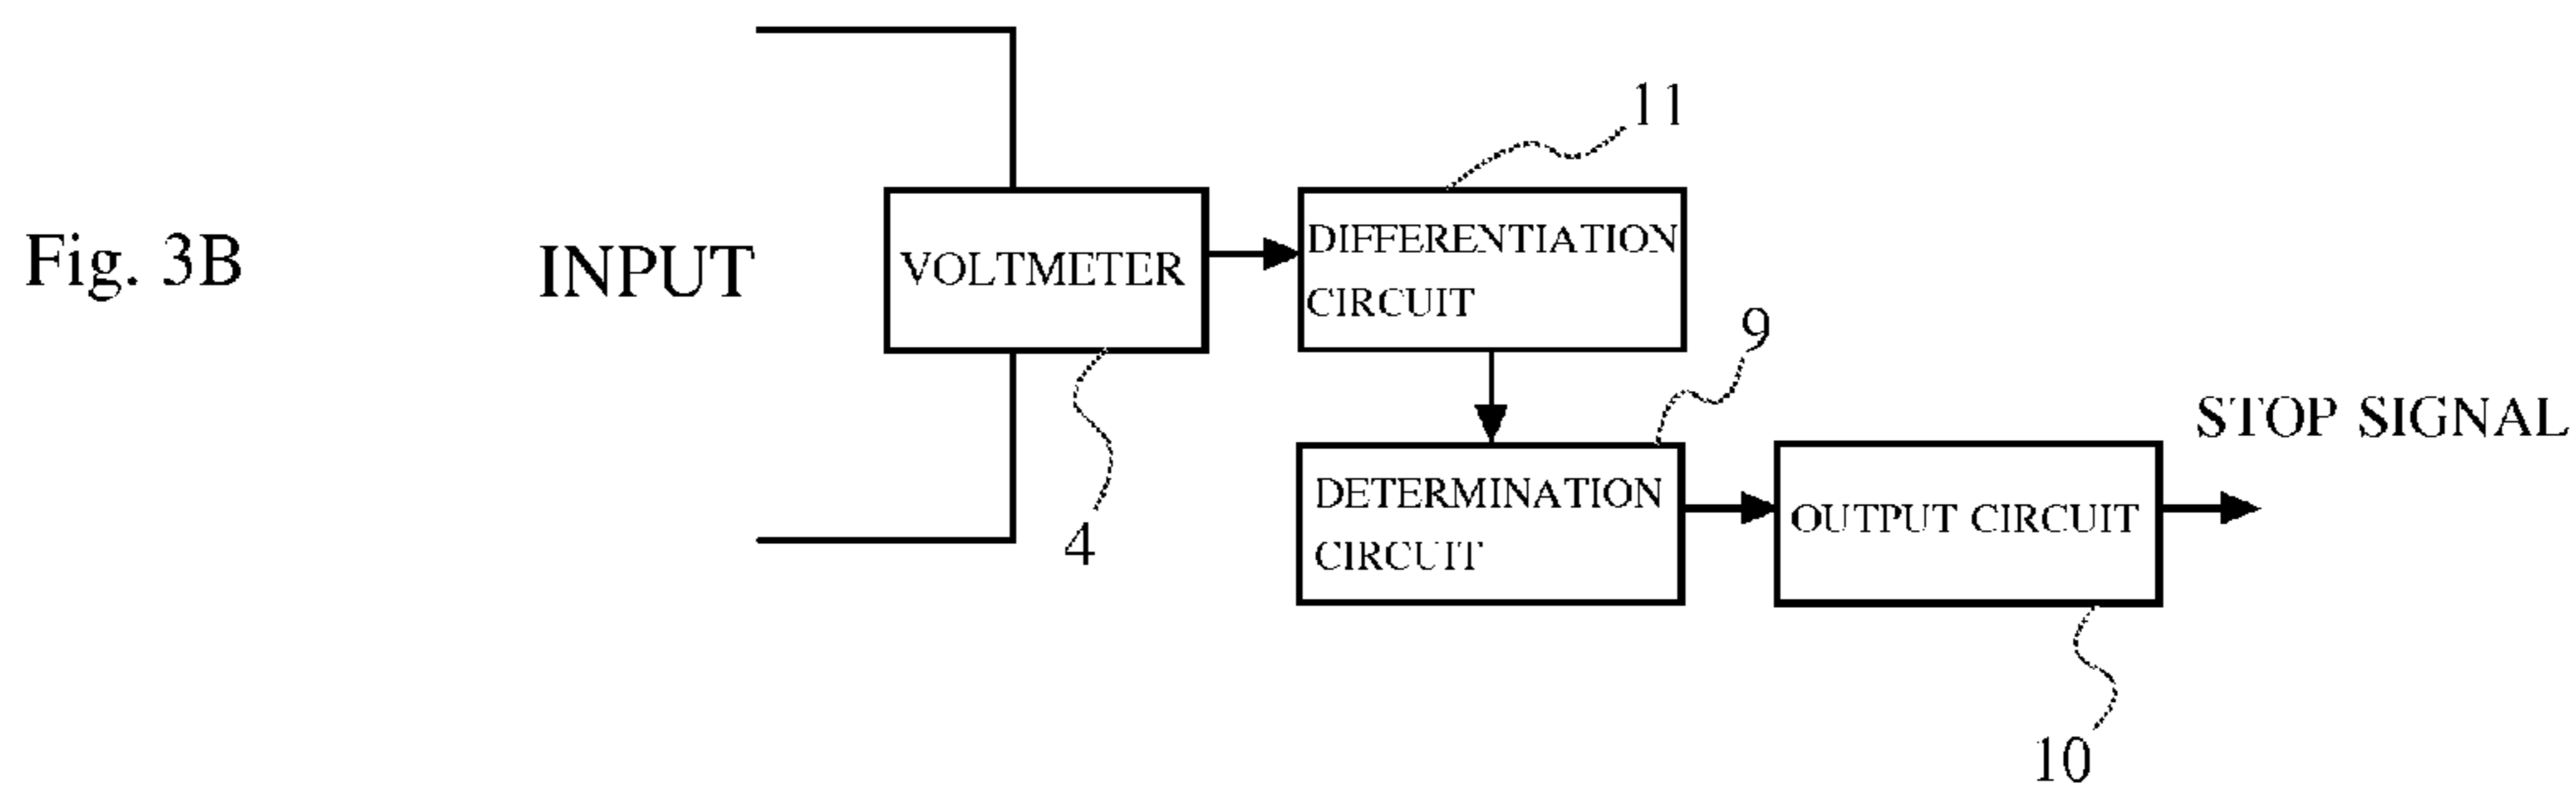 Fig. 3B
INPUT
VOLTMETER
4
11
DIFFERENTIATION
CIRCUIT
9
DETERMINATION
CIRCUIT
OUTPUT CIRCUIT
10
STOP SIGNAL